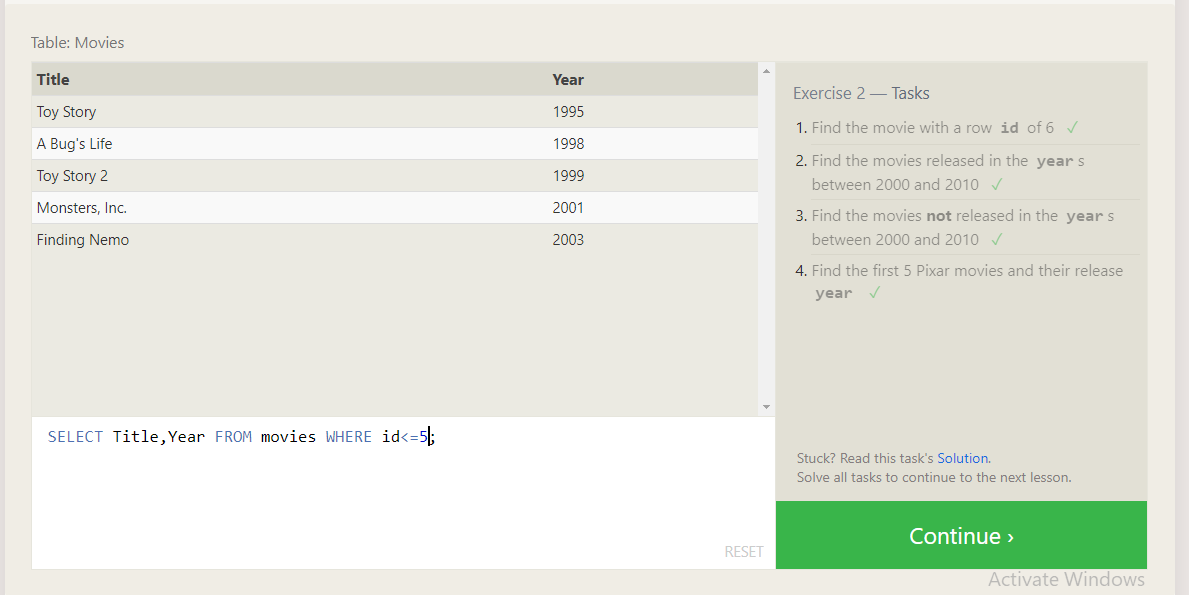 Table: Movies
Title Year
Toy Story 1995
A Bug's Life 1998
Toy Story 2 1999
Monsters, Inc. 2001
Finding Nemo 2003
SELECT Title,Year FROM movies WHERE id<=5;
RESET
Exercise 2 — Tasks
1. Find the movie with a row id of 6 ✓
2. Find the movies released in the year s
between 2000 and 2010 ✓
3. Find the movies not released in the year s
between 2000 and 2010 ✓
4. Find the first 5 Pixar movies and their release
year ✓
Stuck? Read this task's Solution.
Solve all tasks to continue to the next lesson.
Continue ›
Activate Windows